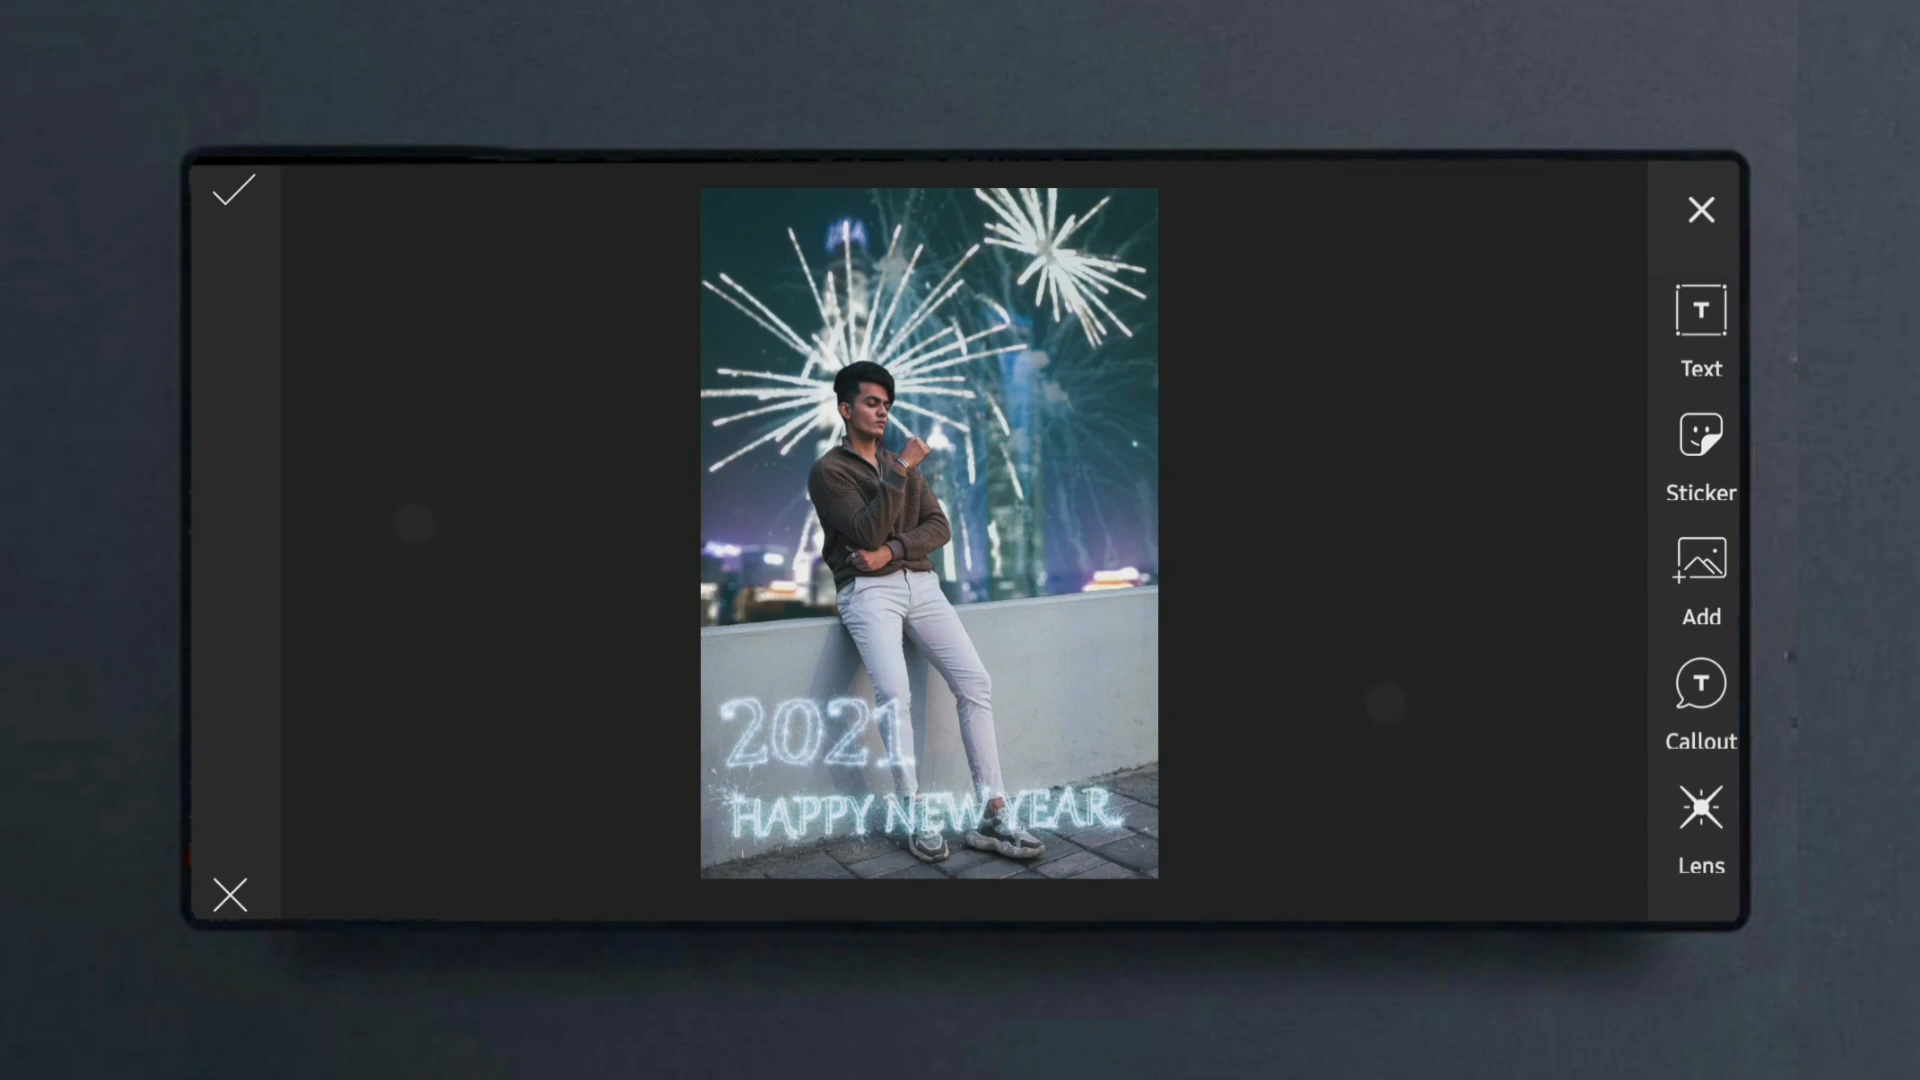 2021
HAPPY NEW YEAR
T
Text
Sticker
Add
T
Callout
Lens